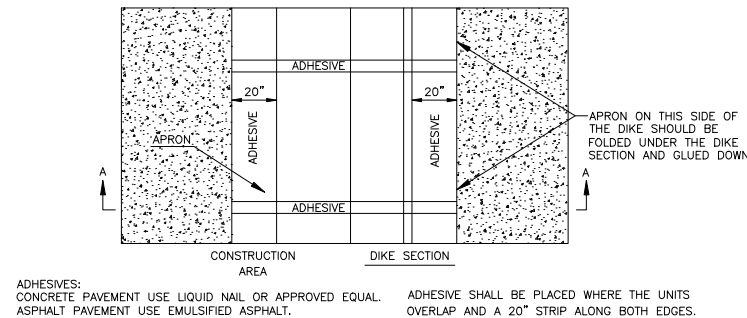 ADHESIVE
20"
20"
ADHESIVE
ADHESIVE
APRON
APRON ON THIS SIDE OF
THE DIKE SHOULD BE
FOLDED UNDER THE DIKE
SECTION AND GLUED DOWN
A
A
ADHESIVE
CONSTRUCTION
AREA
DIKE SECTION
ADHESIVES:
CONCRETE PAVEMENT USE LIQUID NAIL OR APPROVED EQUAL.
ASPHALT PAVEMENT USE EMULSIFIED ASPHALT.
ADHESIVE SHALL BE PLACED WHERE THE UNITS
OVERLAP AND A 20" STRIP ALONG BOTH EDGES.